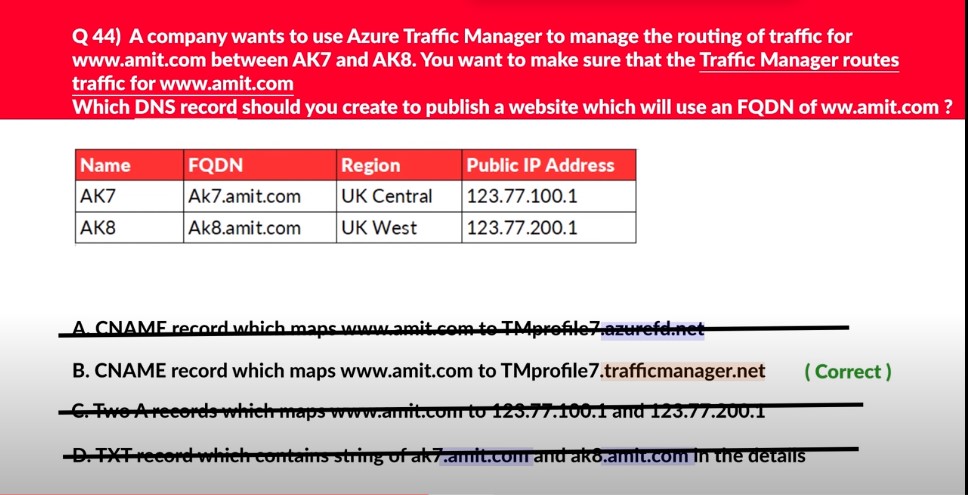 Q 44) A company wants to use Azure Traffic Manager to manage the routing of traffic for
www.amit.com between AK7 and AK8. You want to make sure that the Traffic Manager routes
traffic for www.amit.com
Which DNS record should you create to publish a website which will use an FQDN of ww.amit.com ?
Name FQDN Region Public IP Address
AK7 Ak7.amit.com UK Central 123.77.100.1
AK8 Ak8.amit.com UK West 123.77.200.1
A. CNAME record which maps www.amit.com to TMprofile7.azurefd.net
B. CNAME record which maps www.amit.com to TMprofile7.trafficmanager.net ( Correct )
C. Two A records which maps www.amit.com to 123.77.100.1 and 123.77.200.1
D. TXT record which contains string of ak7.amit.com and ak8.amit.com in the details